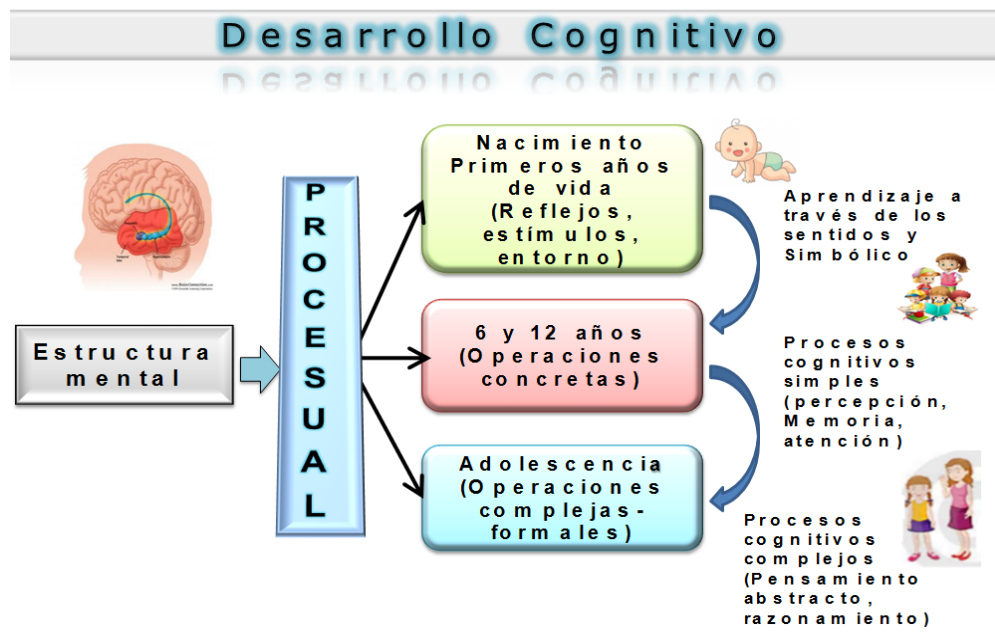 Desarrollo Cognitivo
Nacimiento
Primeros años
de vida
(Reflejos,
estímulos,
entorno)
Aprendizaje a
través de los
sentidos y
Simbólico
PROCESUAL
Estructura
mental
6 y 12 años
(Operaciones
concretas)
Procesos
cognitivos
simples
(percepción,
Memoria,
atención)
Adolescencia
(Operaciones
complejas-
formales)
Procesos
cognitivos
complejos
(Pensamiento
abstracto,
razonamiento)